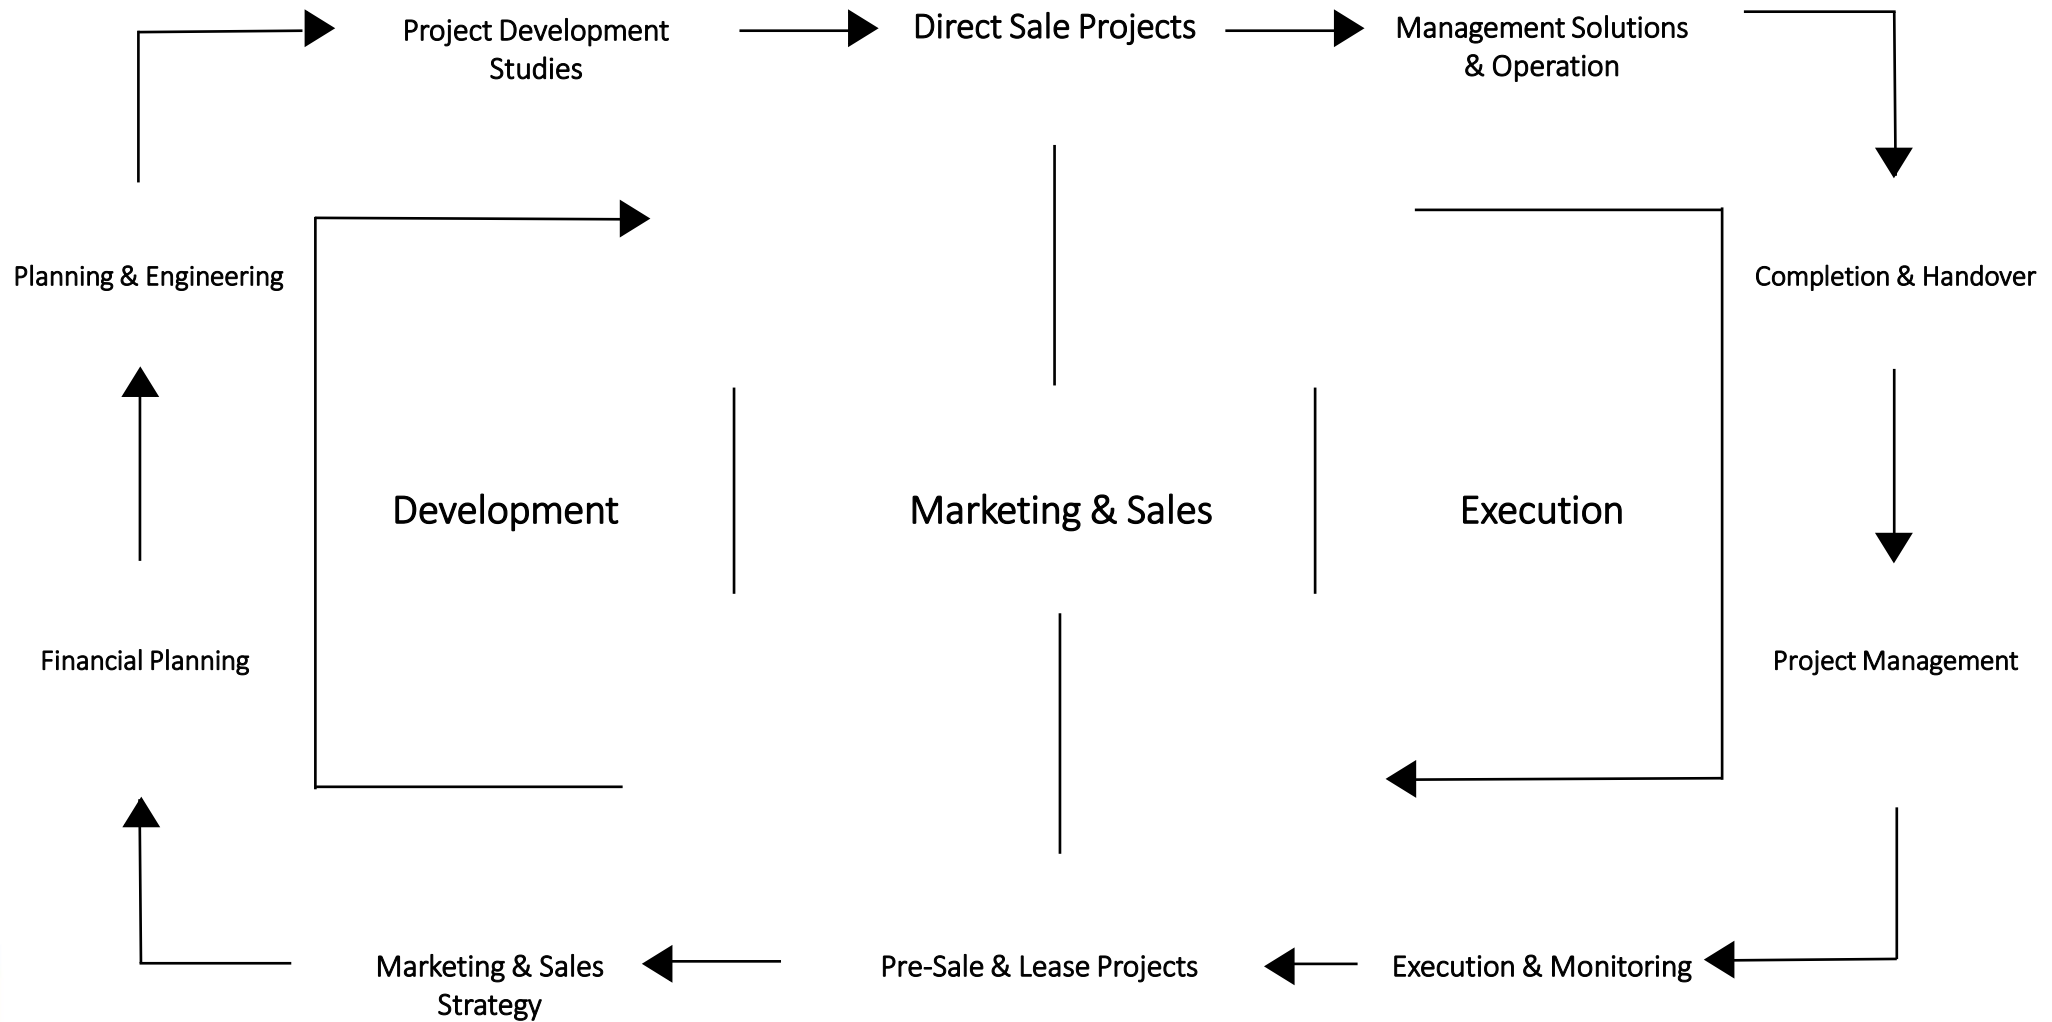 Project Development
Studies
Direct Sale Projects
Management Solutions
& Operation
Planning & Engineering
Completion & Handover
Development
Marketing & Sales
Execution
Financial Planning
Project Management
Marketing & Sales
Strategy
Pre-Sale & Lease Projects
Execution & Monitoring